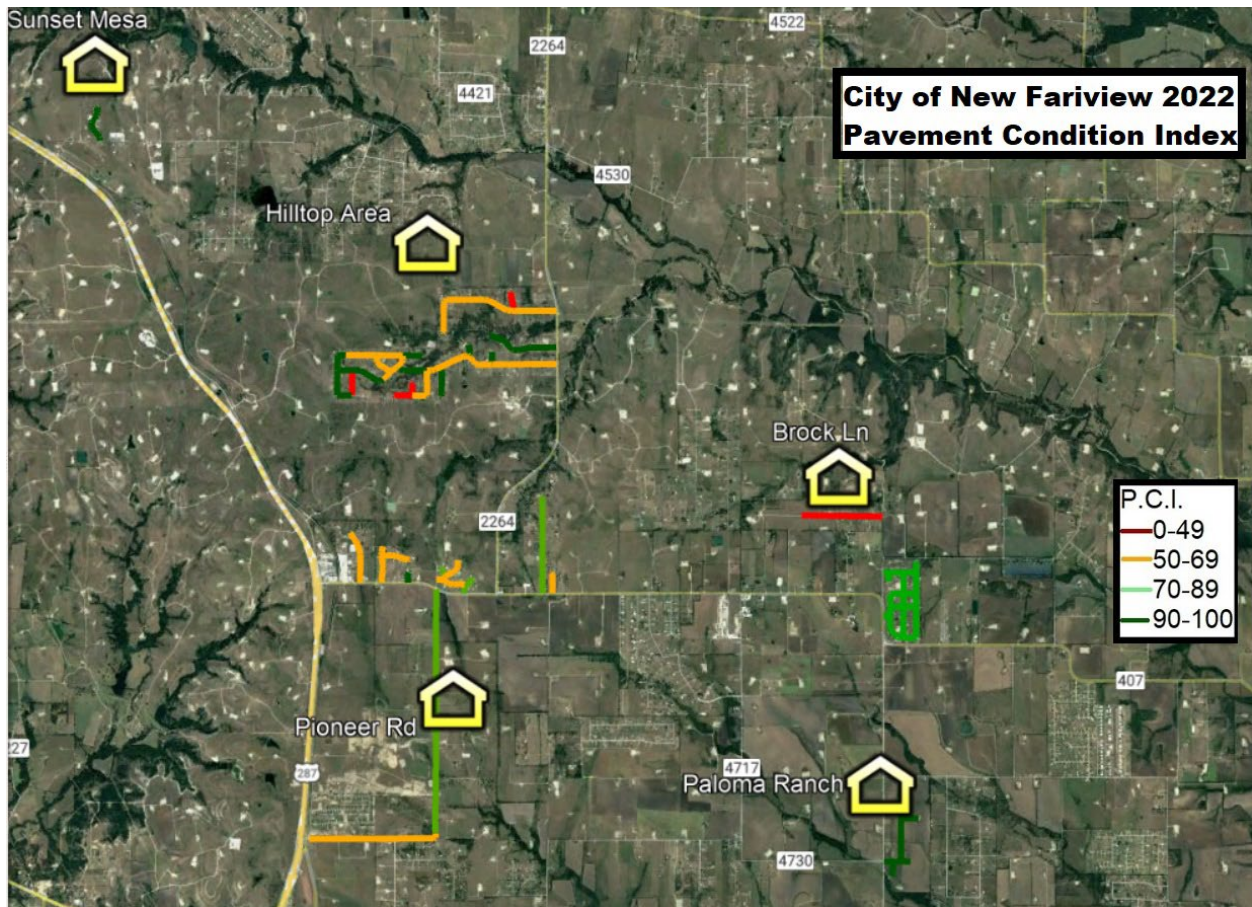 Sunset Mesa
4522
2264
4421
City of New Fariview 2022
Pavement Condition Index
4530
Hilltop Area
Brock Ln
P.C.I.
0-49
50-69
70-89
90-100
2264
407
Pioneer Rd
227
287
4717
Paloma Ranch
4730